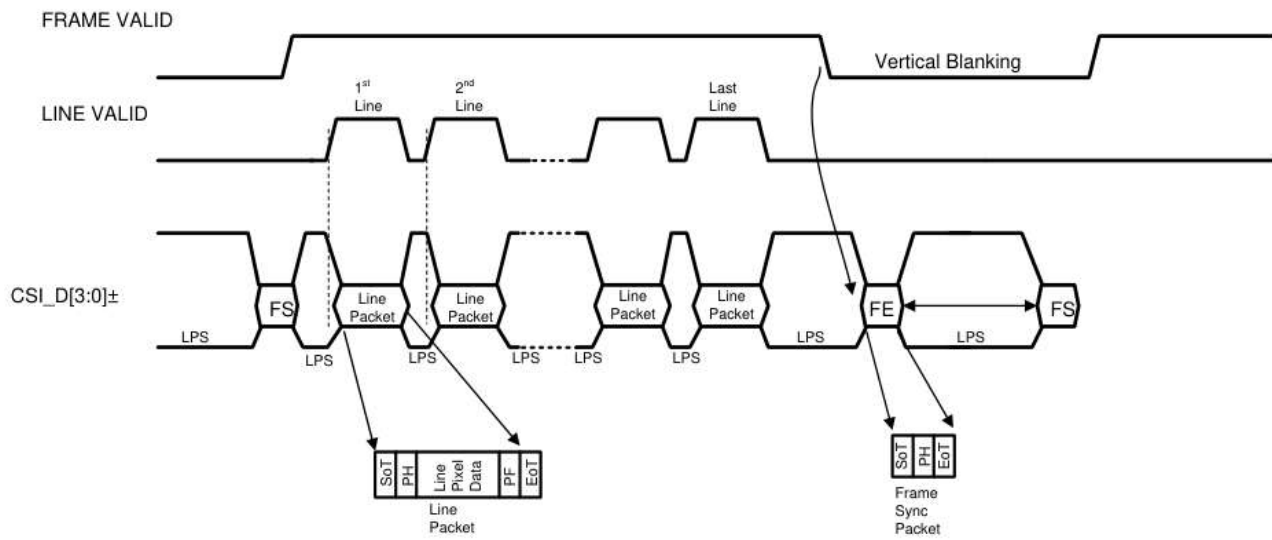 FRAME VALID
Vertical Blanking
1st
Line
2nd
Line
Last
Line
LINE VALID
CSI_D[3:0]±
FS
Line
Packet
Line
Packet
Line
Packet
Line
Packet
FE
FS
LPS
LPS
LPS
LPS
LPS
LPS
LPS
LPS
SoT
PH
Line
Pixel
Data
PF
EoT
Line
Packet
SoT
PH
EoT
Frame
Sync
Packet